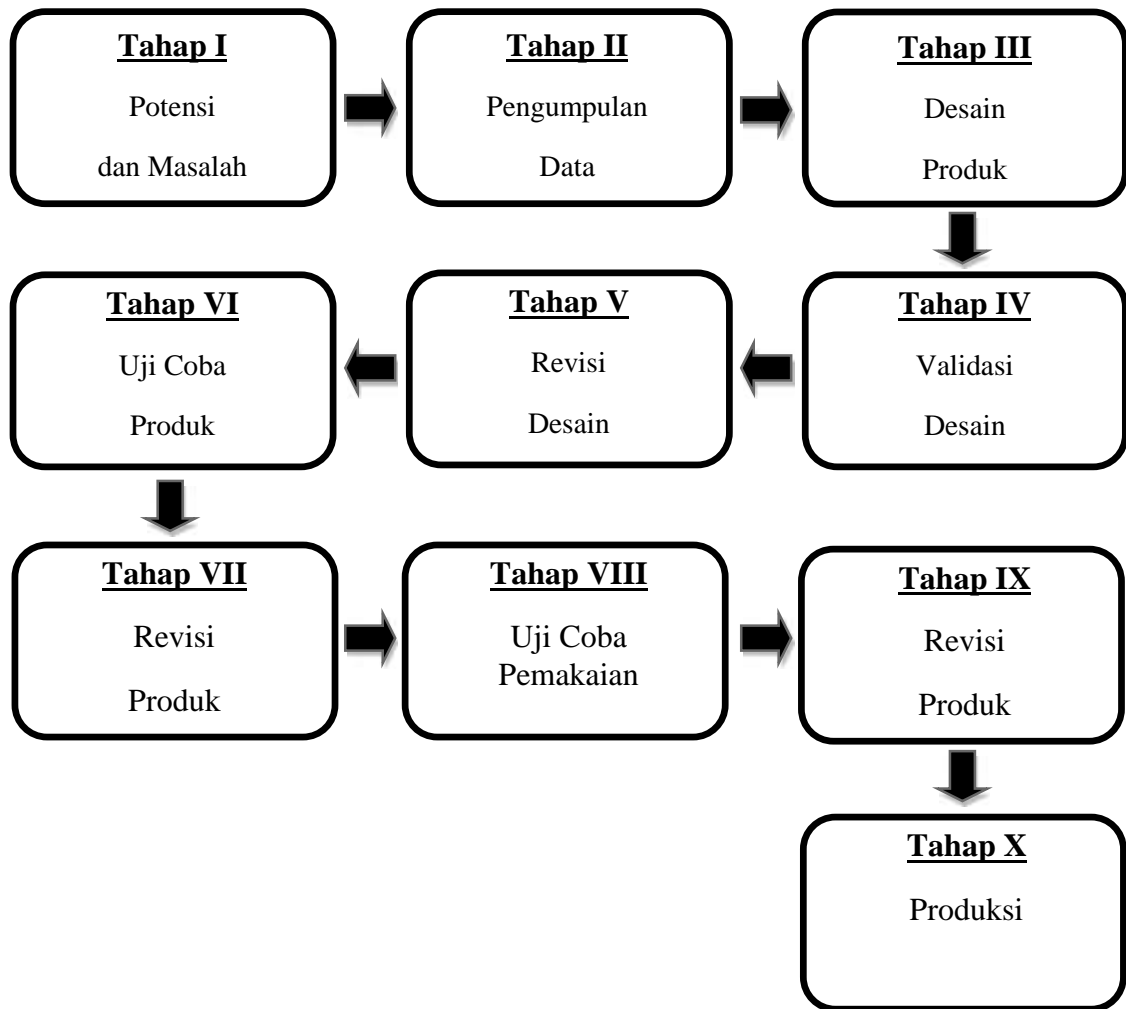 Tahap I
Potensi
dan Masalah
Tahap II
Pengumpulan
Data
Tahap III
Desain
Produk
Tahap IV
Validasi
Desain
Tahap V
Revisi
Desain
Tahap VI
Uji Coba
Produk
Tahap VII
Revisi
Produk
Tahap VIII
Uji Coba
Pemakaian
Tahap IX
Revisi
Produk
Tahap X
Produksi